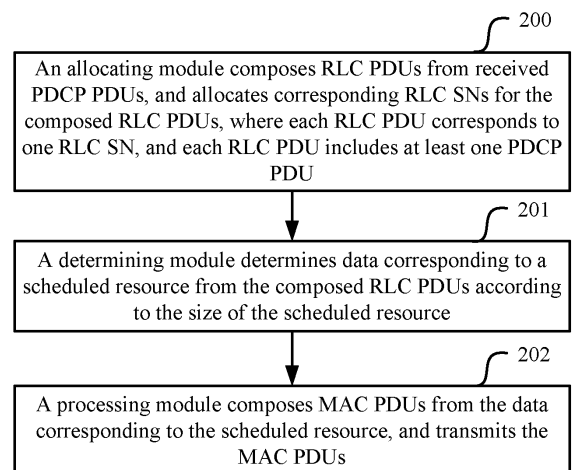 200
An allocating module composes RLC PDUs from received
PDCP PDUs, and allocates corresponding RLC SNs for the
composed RLC PDUs, where each RLC PDU corresponds to
one RLC SN, and each RLC PDU includes at least one PDCP
PDU
201
A determining module determines data corresponding to a
scheduled resource from the composed RLC PDUs according
to the size of the scheduled resource
202
A processing module composes MAC PDUs from the data
corresponding to the scheduled resource, and transmits the
MAC PDUs